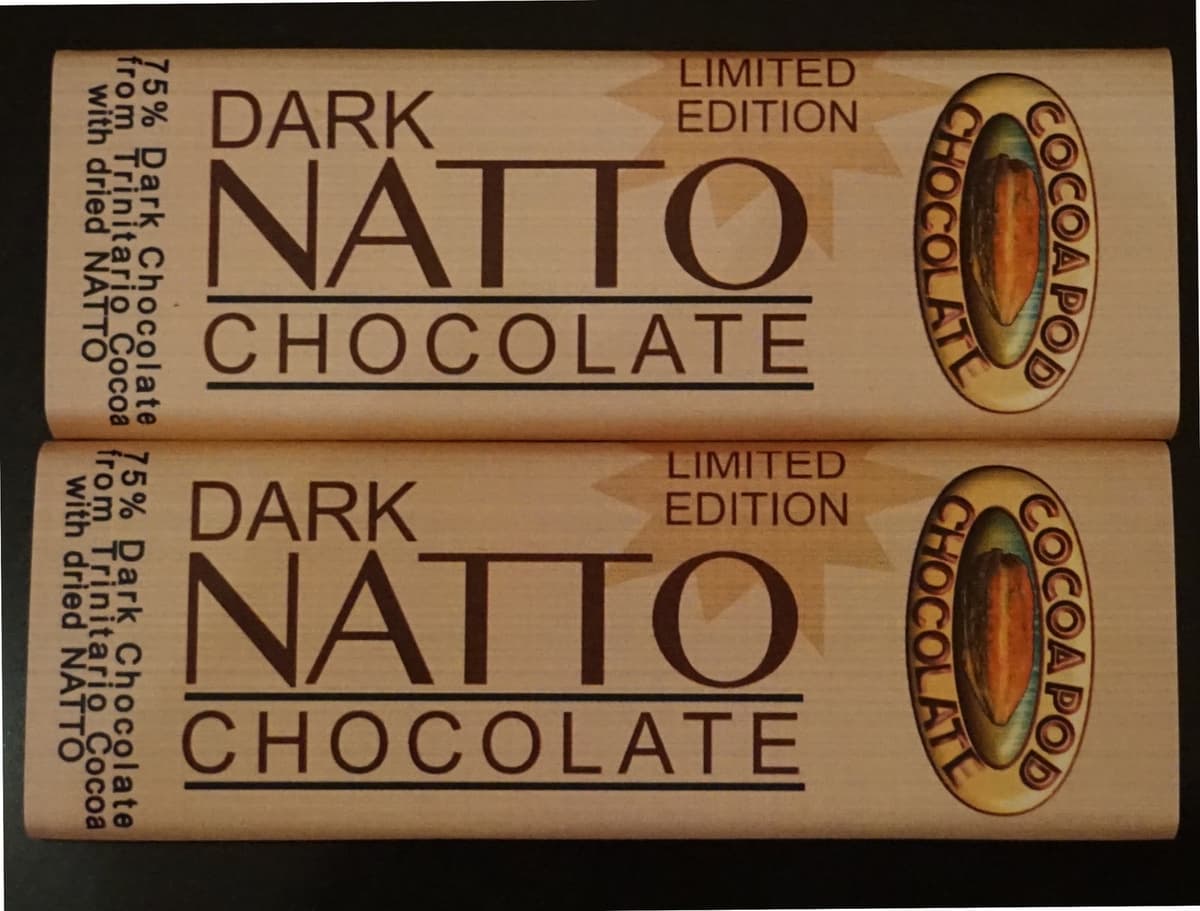 75% Dark Chocolate
from Trinitario Cocoa
with dried NATTO
DARK
NATTO
CHOCOLATE
LIMITED
EDITION
COCOA POD
CHOCOLATE
75% Dark Chocolate
from Trinitario Cocoa
with dried NATTO
DARK
NATTO
CHOCOLATE
LIMITED
EDITION
COCOA POD
CHOCOLATE